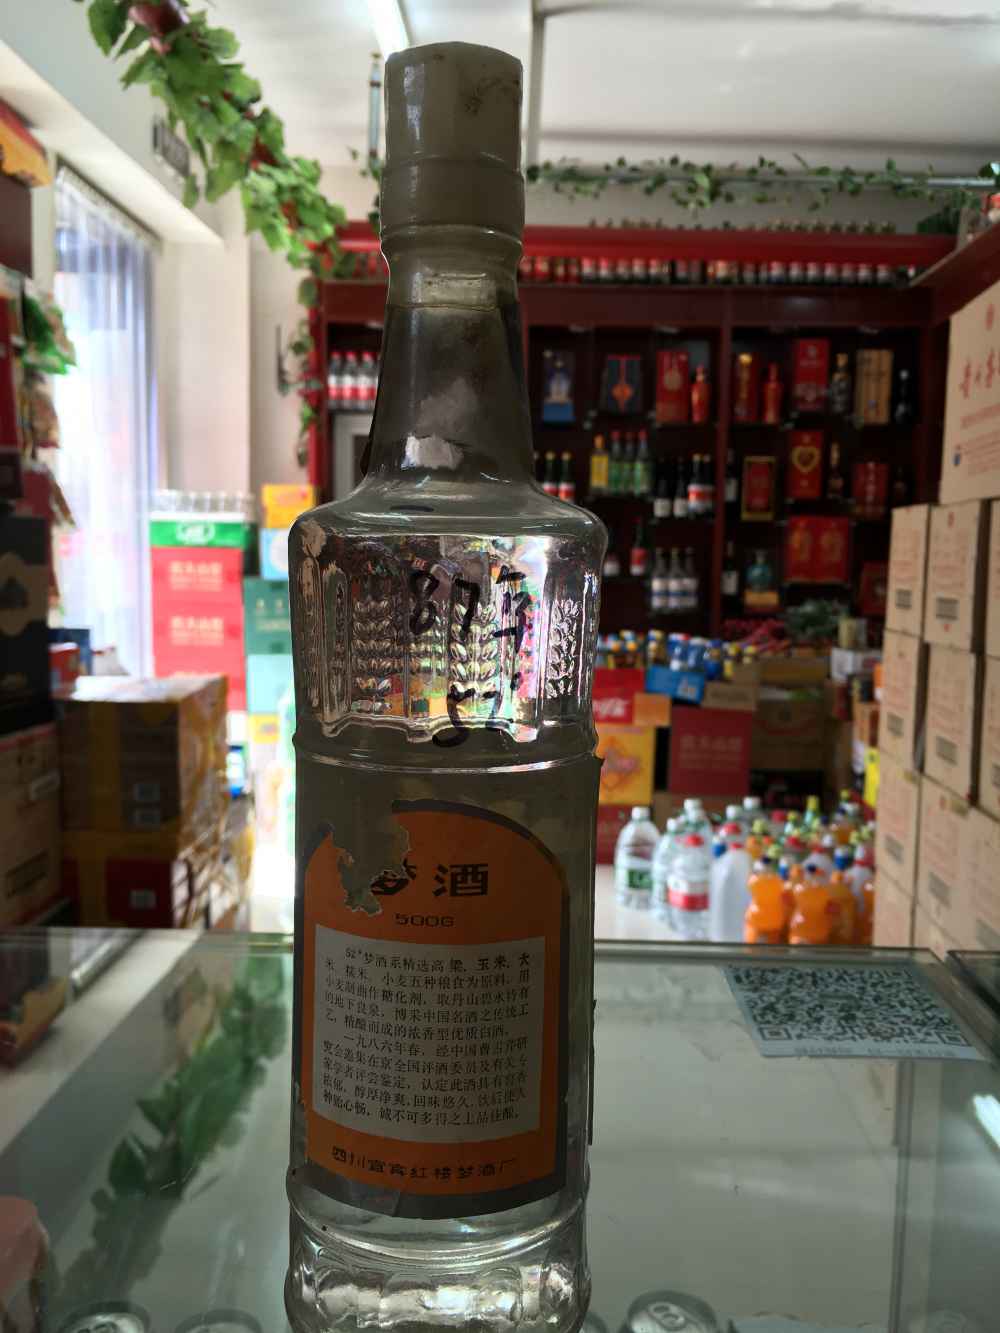 87年
52°
梦酒
500G
52°梦酒系精选高粱、玉米、大
米、糯米、小麦五种粮食为原料，用
小麦制曲作糖化剂，取丹山碧水特有
的地下良泉，博采中国名酒之传统工
艺，精酿而成的浓香型优质白酒。
一九八六年春，经中国曹雪芹研
究会邀集在京全国评酒委员及有关专
家学者评尝鉴定，认定此酒具有窖香
浓郁，醇厚净爽，回味悠久，饮后使人
神怡心畅，诚不可多得之上品佳酿。
四川宜宾红楼梦酒厂